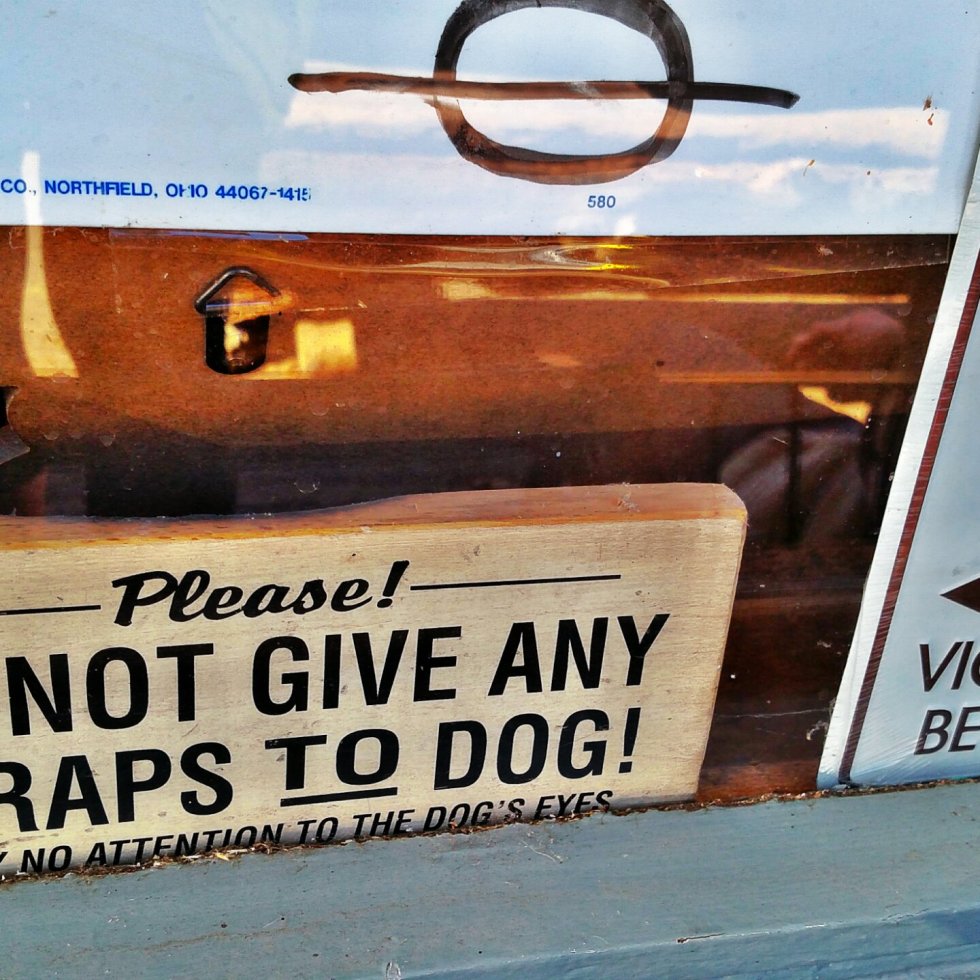 CO., NORTHFIELD, OHIO 44067-1415
580
Please!
NOT GIVE ANY
RAPS TO DOG!
Y NO ATTENTION TO THE DOG'S EYES
VIC
BE